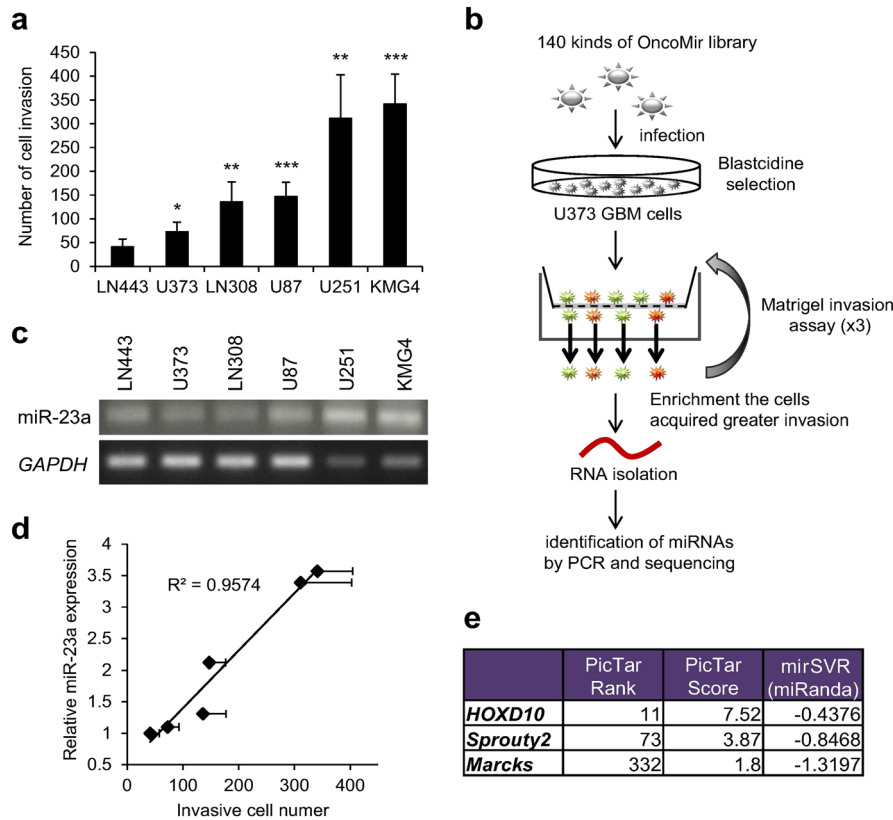 a
Number of cell invasion
450
400
350
300
250
200
150
100
50
0
*
**
***
**
***
LN443 U373 LN308 U87 U251 KMG4
b
140 kinds of OncoMir library
infection
Blastcidine
selection
U373 GBM cells
Matrigel invasion
assay (x3)
Enrichment the cells
acquired greater invasion
RNA isolation
identification of miRNAs
by PCR and sequencing
c
LN443 U373 LN308 U87 U251 KMG4
miR-23a
GAPDH
d
Relative miR-23a expression
4
3.5
3
2.5
2
1.5
1
0.5
R² = 0.9574
0 100 200 300 400
Invasive cell numer
e
PicTar Rank PicTar Score mirSVR (miRanda)
HOXD10 11 7.52 -0.4376
Sprouty2 73 3.87 -0.8468
Marcks 332 1.8 -1.3197